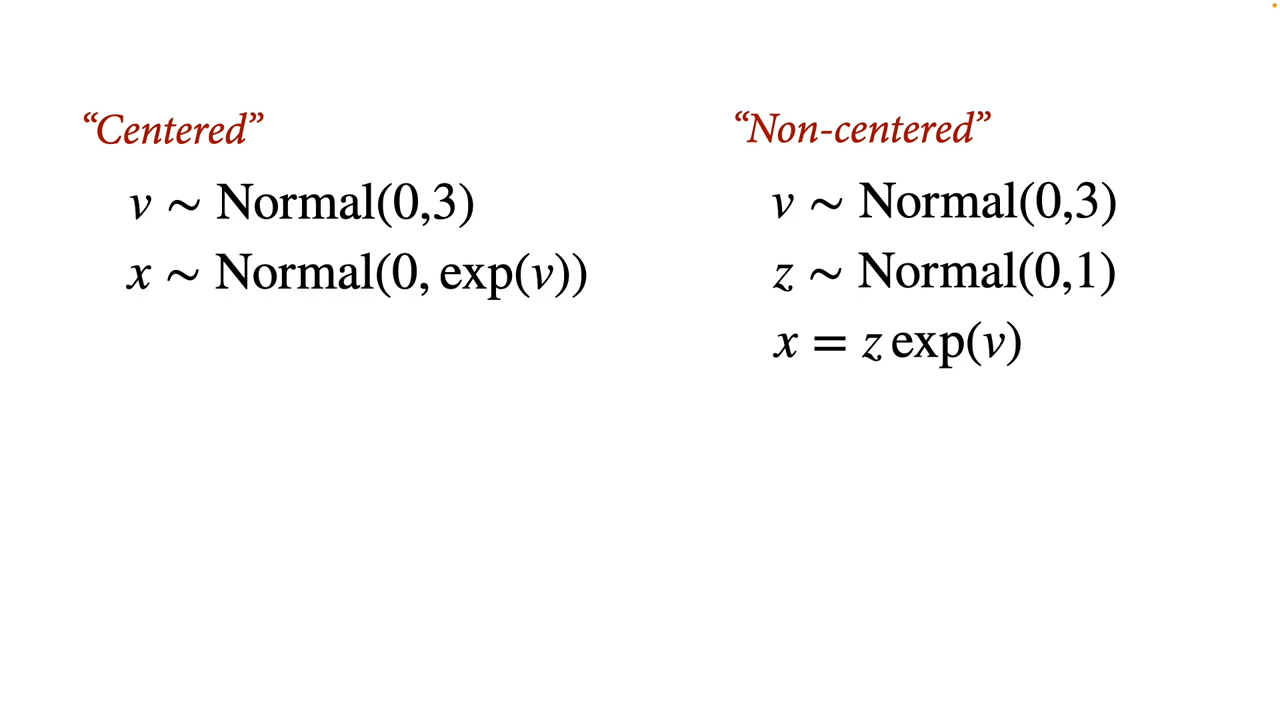 “Centered”
v ∼ Normal(0,3)
x ∼ Normal(0, exp(v))
“Non-centered”
v ∼ Normal(0,3)
z ∼ Normal(0,1)
x = z exp(v)